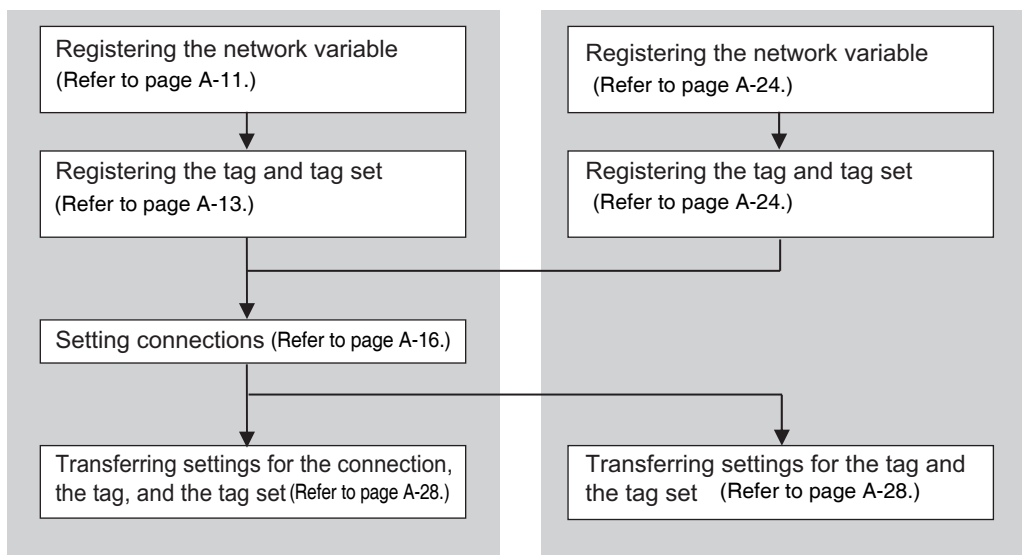 Registering the network variable
(Refer to page A-11.)
Registering the tag and tag set
(Refer to page A-13.)
Setting connections (Refer to page A-16.)
Transferring settings for the connection,
the tag, and the tag set (Refer to page A-28.)
Registering the network variable
(Refer to page A-24.)
Registering the tag and tag set
(Refer to page A-24.)
Transferring settings for the tag and
the tag set (Refer to page A-28.)